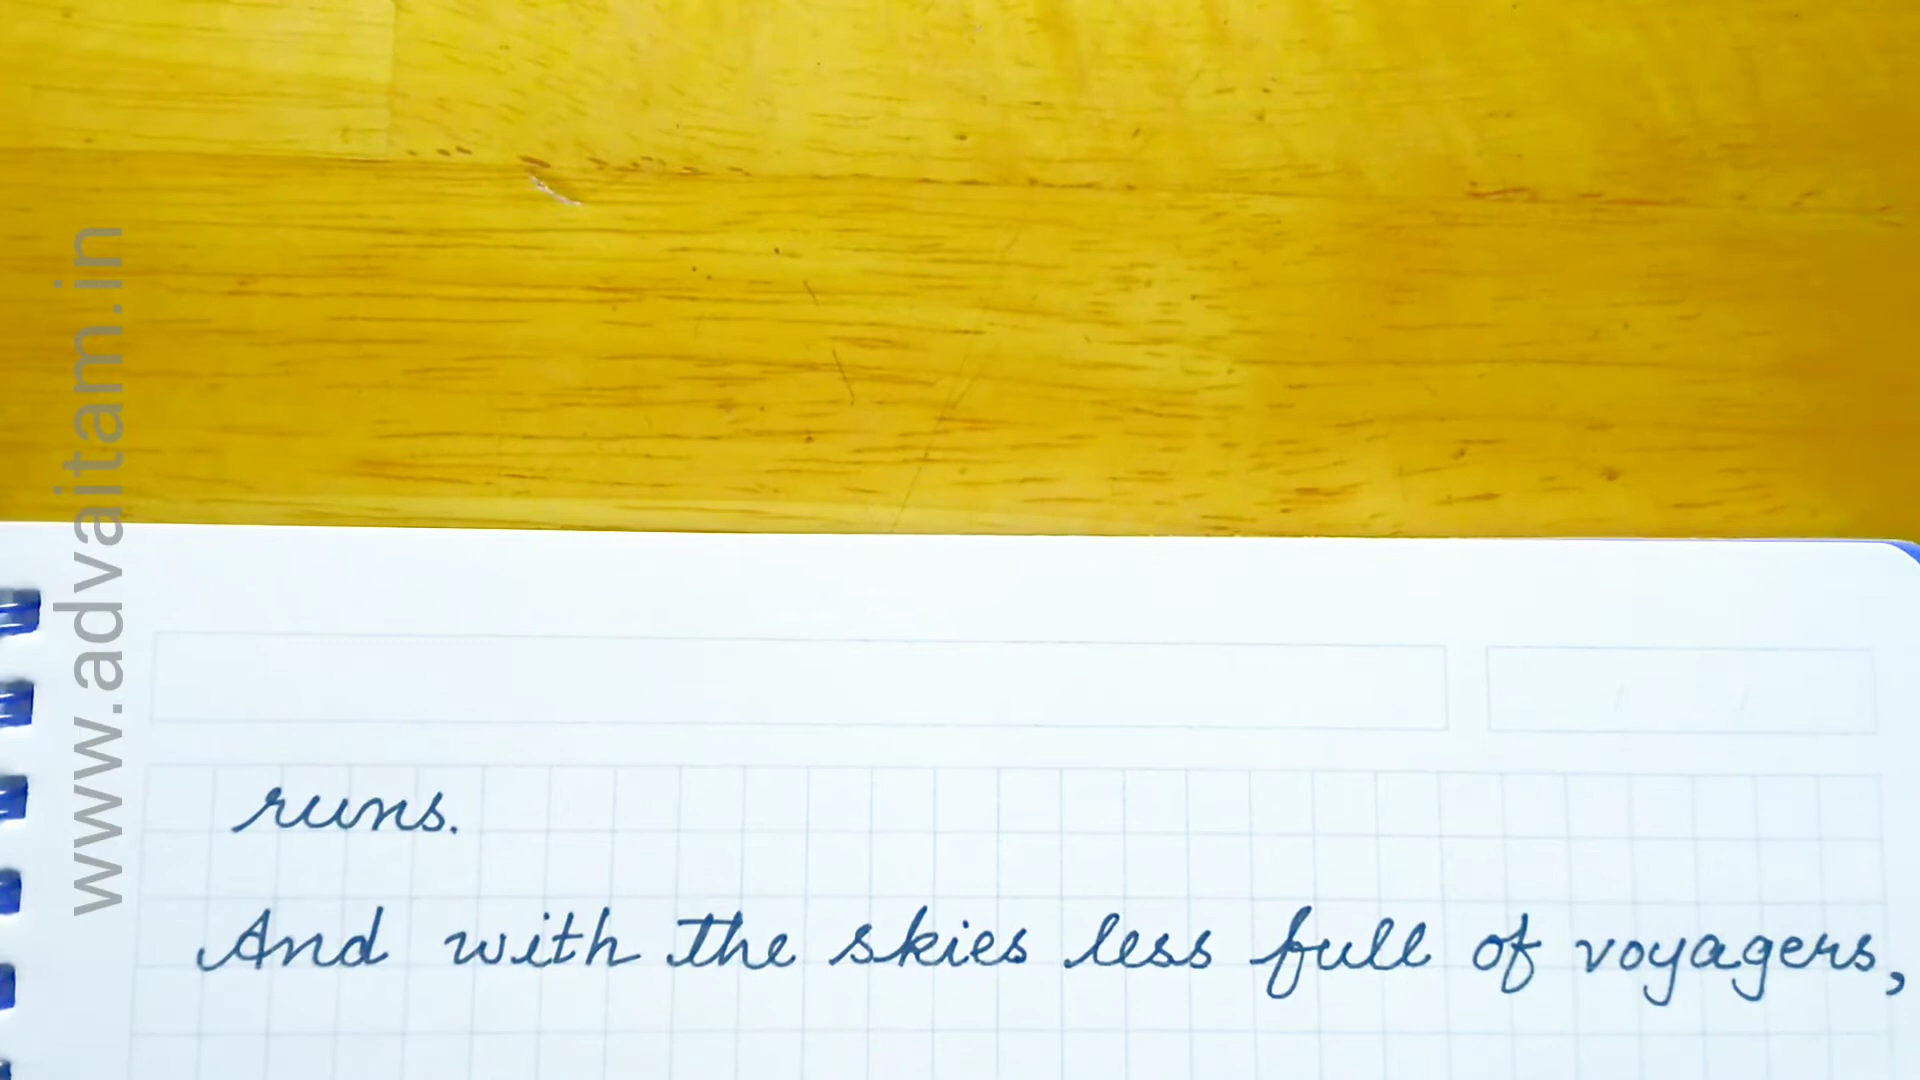 www.advaitam.in
runs.
And with the skies less full of voyagers,